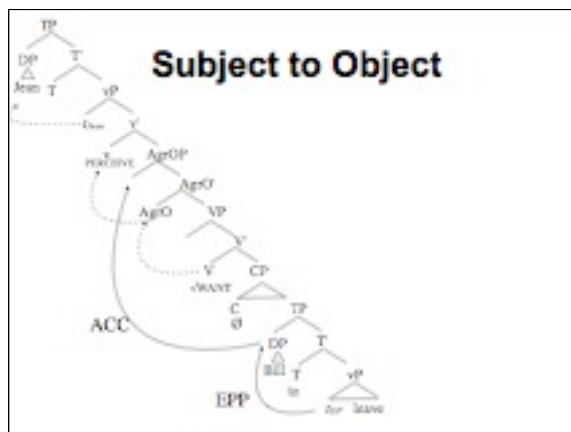 Subject to Object
TP
DP T'
Jean T vP
v'
PERCEIVE AgrOP
AgrO'
AgrO VP
V'
V CP
√WANT
C TP
Ø
ACC
DP T'
Bill T vP
to
EPP leave